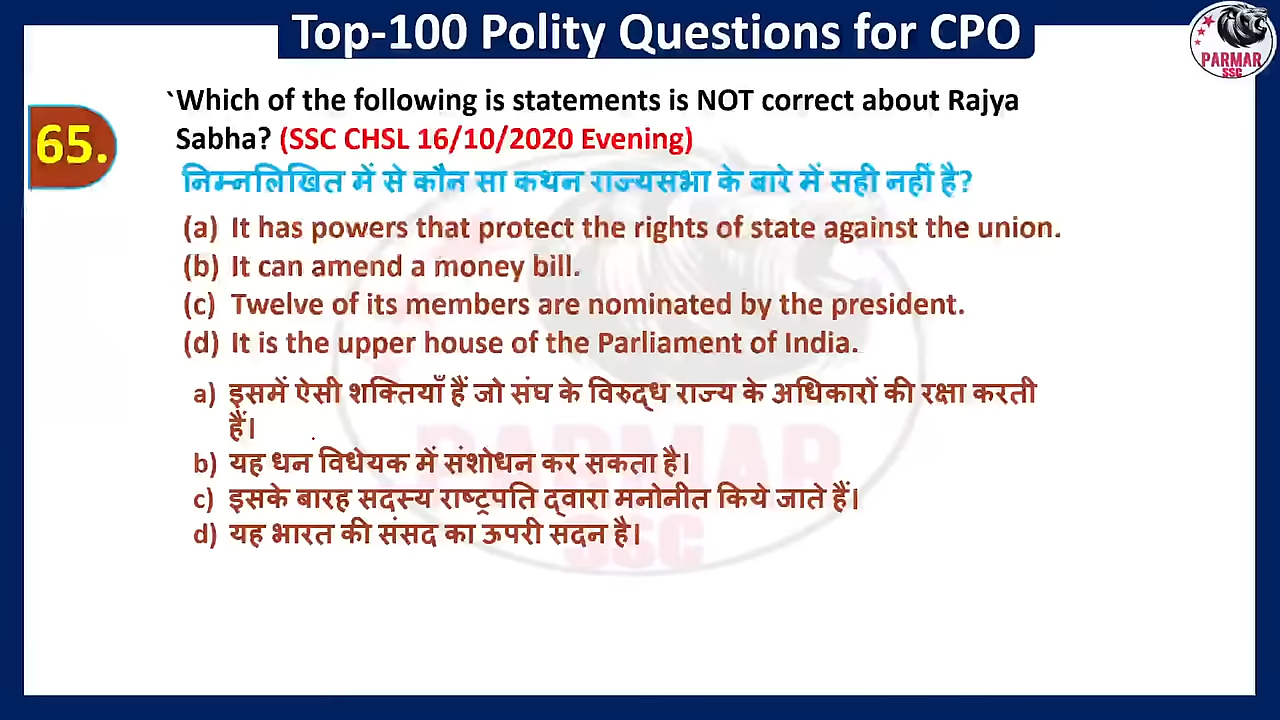 Top-100 Polity Questions for CPO
PARMAR
SSC
65.
`Which of the following is statements is NOT correct about Rajya
Sabha? (SSC CHSL 16/10/2020 Evening)
निम्नलिखित में से कौन सा कथन राज्यसभा के बारे में सही नहीं है?
(a) It has powers that protect the rights of state against the union.
(b) It can amend a money bill.
(c) Twelve of its members are nominated by the president.
(d) It is the upper house of the Parliament of India.
a) इसमें ऐसी शक्तियाँ हैं जो संघ के विरुद्ध राज्य के अधिकारों की रक्षा करती
हैं।
b) यह धन विधेयक में संशोधन कर सकता है।
c) इसके बारह सदस्य राष्ट्रपति द्वारा मनोनीत किये जाते हैं।
d) यह भारत की संसद का ऊपरी सदन है।
PARMAR
SSC